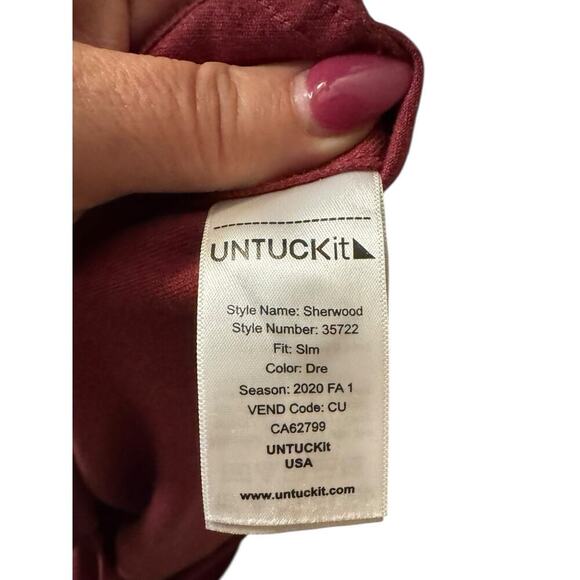 UNTUCKit
Style Name: Sherwood
Style Number: 35722
Fit: Slm
Color: Dre
Season: 2020 FA 1
VEND Code: CU
CA62799
UNTUCKit
USA
www.untuckit.com